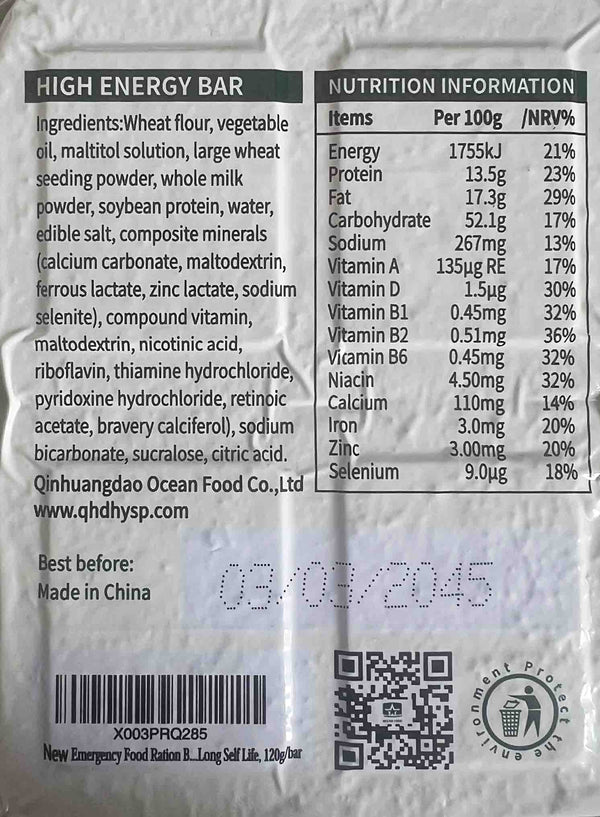 HIGH ENERGY BAR
Ingredients:Wheat flour, vegetable
oil, maltitol solution, large wheat
seeding powder, whole milk
powder, soybean protein, water,
edible salt, composite minerals
(calcium carbonate, maltodextrin,
ferrous lactate, zinc lactate, sodium
selenite), compound vitamin,
maltodextrin, nicotinic acid,
riboflavin, thiamine hydrochloride,
pyridoxine hydrochloride, retinoic
acetate, bravery calciferol), sodium
bicarbonate, sucralose, citric acid.
Qinhuangdao Ocean Food Co.,Ltd
www.qhdhysp.com
NUTRITION INFORMATION
Items Per 100g /NRV%
Energy 1755kJ 21%
Protein 13.5g 23%
Fat 17.3g 29%
Carbohydrate 52.1g 17%
Sodium 267mg 13%
Vitamin A 135μg RE 17%
Vitamin D 1.5μg 30%
Vitamin B1 0.45mg 32%
Vitamin B2 0.51mg 36%
Vitamin B6 0.45mg 32%
Niacin 4.50mg 32%
Calcium 110mg 14%
Iron 3.0mg 20%
Zinc 3.00mg 20%
Selenium 9.0μg 18%
Best before: 03/03/2045
Made in China
X003PRQ285
New Emergency Food Ration B...Long Self Life, 120g/bar
Protect the environment